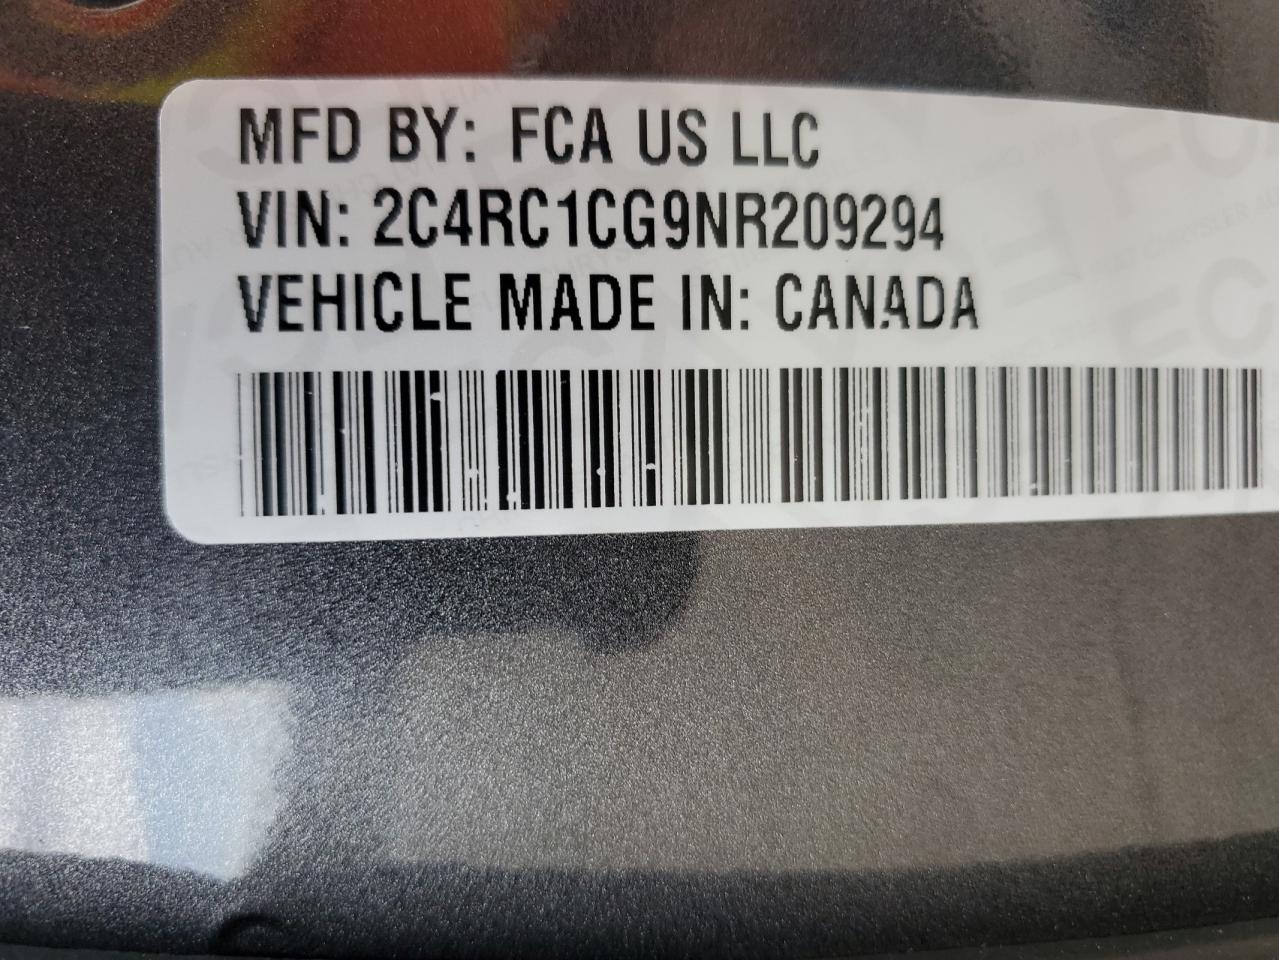 MFD BY: FCA US LLC
VIN: 2C4RC1CG9NR209294
VEHICLE MADE IN: CANADA